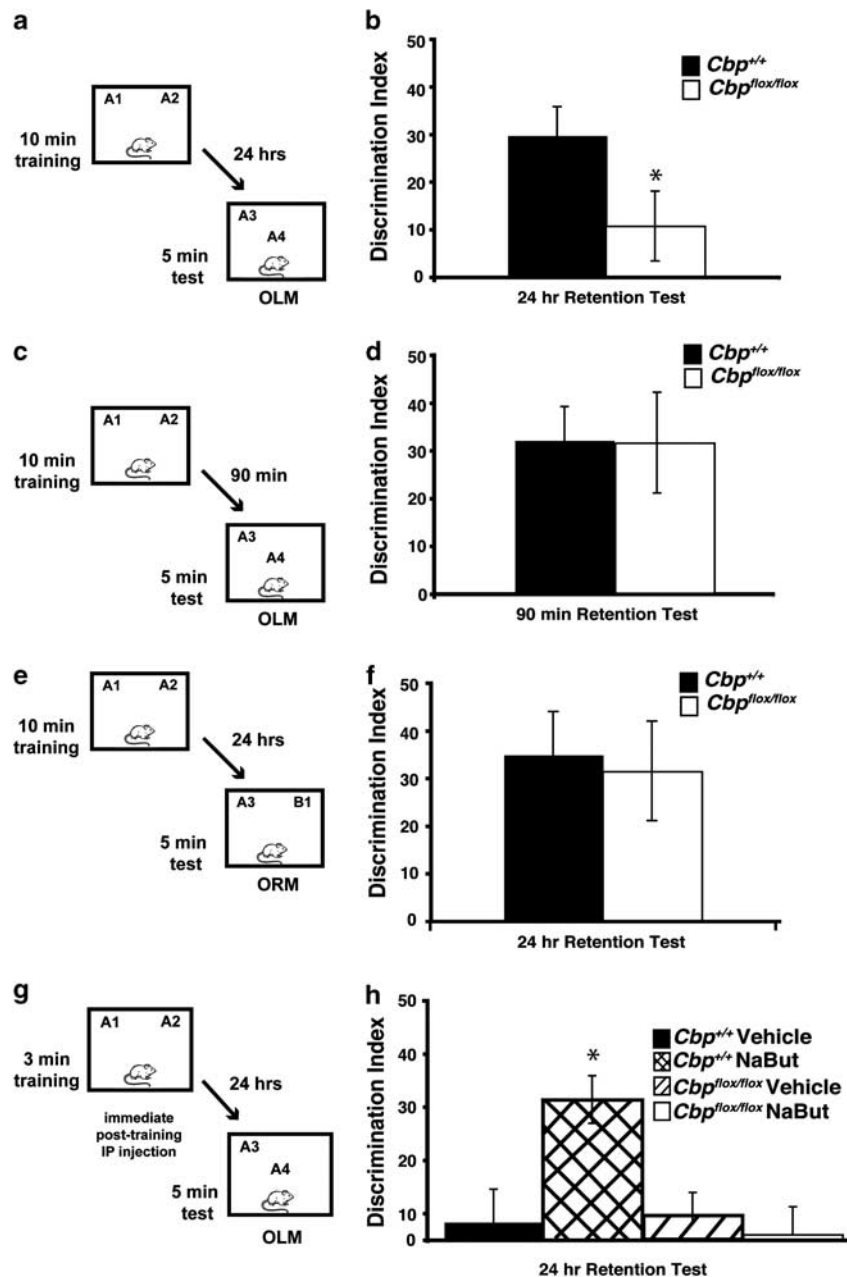 a
A1 A2
10 min
training
24 hrs
A3
A4
5 min
test
OLM
b
Discrimination Index
50
40
30
20
10
0
Cbp+/+
Cbpflox/flox
*
24 hr Retention Test
c
A1 A2
10 min
training
90 min
A3
A4
5 min
test
OLM
d
Discrimination Index
50
40
30
20
10
0
Cbp+/+
Cbpflox/flox
90 min Retention Test
e
A1 A2
10 min
training
24 hrs
A3 B1
5 min
test
ORM
f
Discrimination Index
50
40
30
20
10
0
Cbp+/+
Cbpflox/flox
24 hr Retention Test
g
A1 A2
3 min
training
24 hrs
immediate
post-training
IP injection
A3
A4
5 min
test
OLM
h
Discrimination Index
50
40
30
20
10
0
Cbp+/+ Vehicle
Cbp+/+ NaBut
Cbpflox/flox Vehicle
Cbpflox/flox NaBut
*
24 hr Retention Test